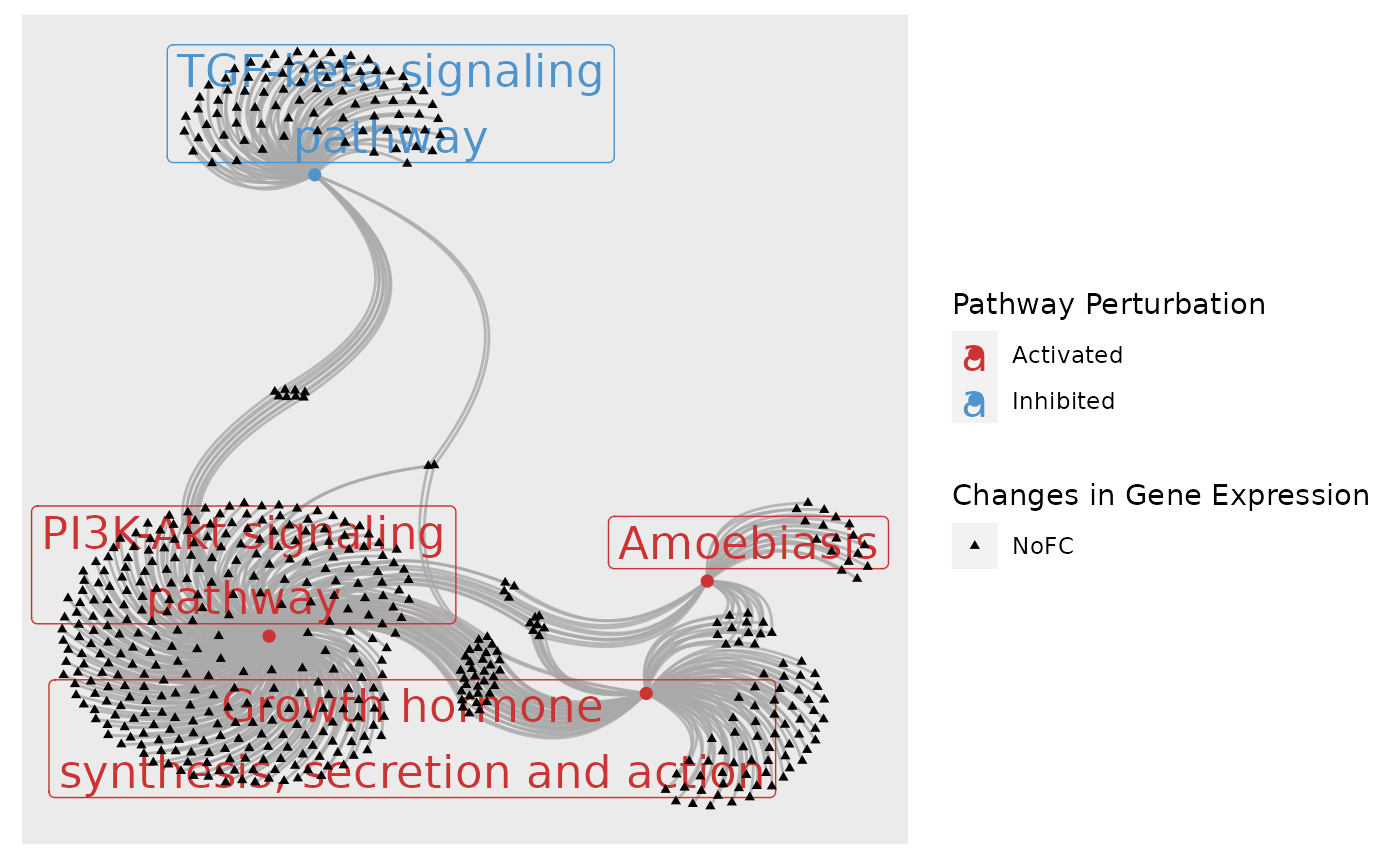 TGF-beta signaling
pathway
PI3K-Akt signaling
pathway
Amoebiasis
Growth hormone
synthesis, secretion and action
Pathway Perturbation
a Activated
a Inhibited
Changes in Gene Expression
NoFC